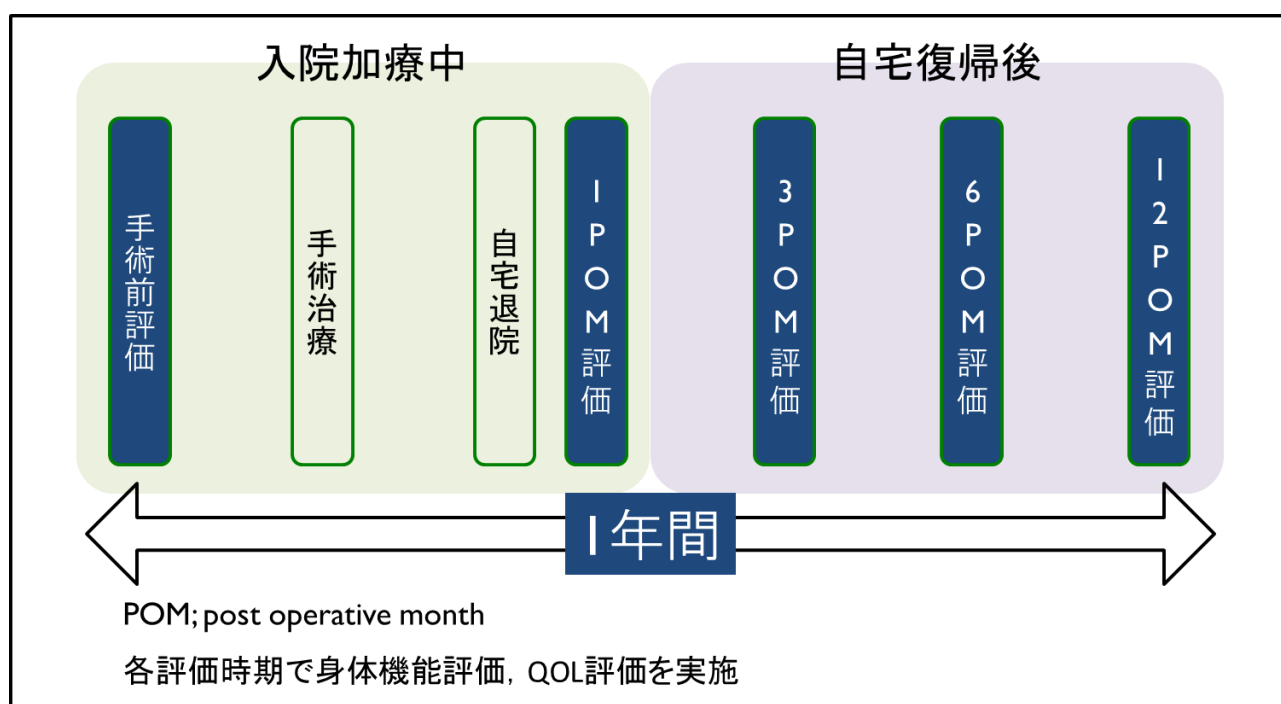 入院加療中
自宅復帰後
手術前評価
手術治療
自宅退院
1POM評価
3POM評価
6POM評価
12POM評価
1年間
POM; post operative month
各評価時期で身体機能評価，QOL評価を実施